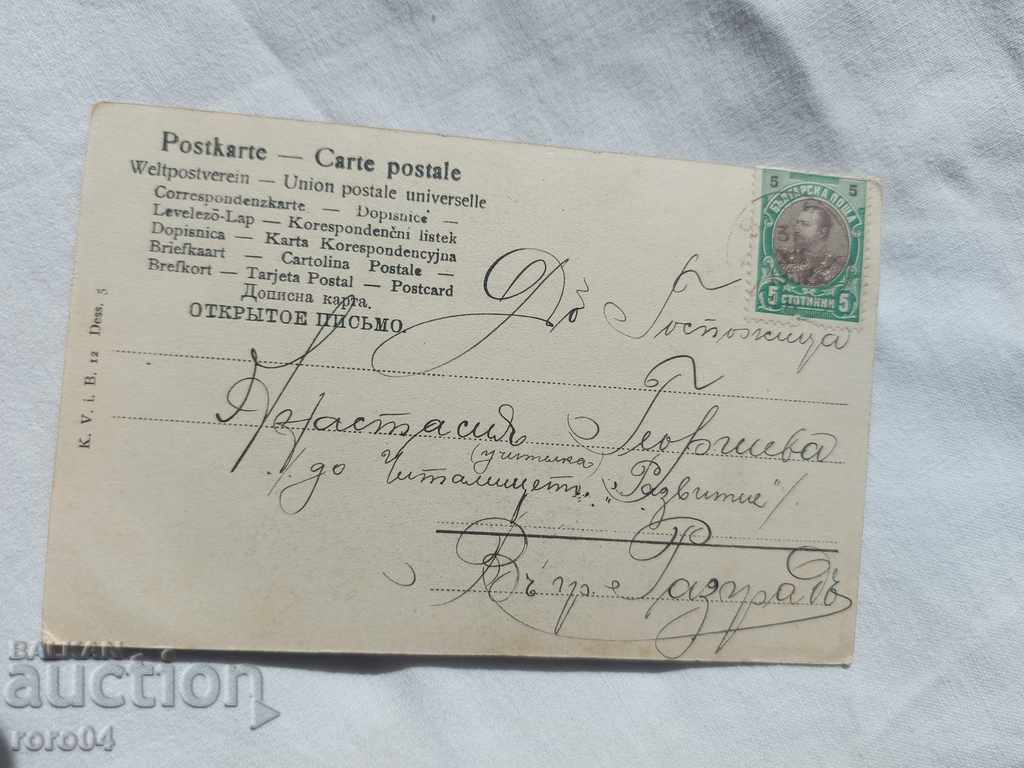 Postkarte — Carte postale
Weltpostverein — Union postale universelle
Correspondenzkarte — Dopisnice —
Levelező-Lap — Korespondenční listek
Dopisnica — Karta Korespondencyjna
Briefkaart — Cartolina Postale —
Brefkort — Tarjeta Postal — Postcard
Дописна карта.
ОТКРЫТОЕ ПИСЬМО.
K. V. i. B. 12 Dess. 5
5 5
БЪЛГАРСКА ПОЩА
5 СТОТИНКИ 5
До Госпожица
Анастасия Георгиева
(учителка)
/до Читалището „Развитие"/
Въ гр. Разградъ
BALKAN
auction
roro04